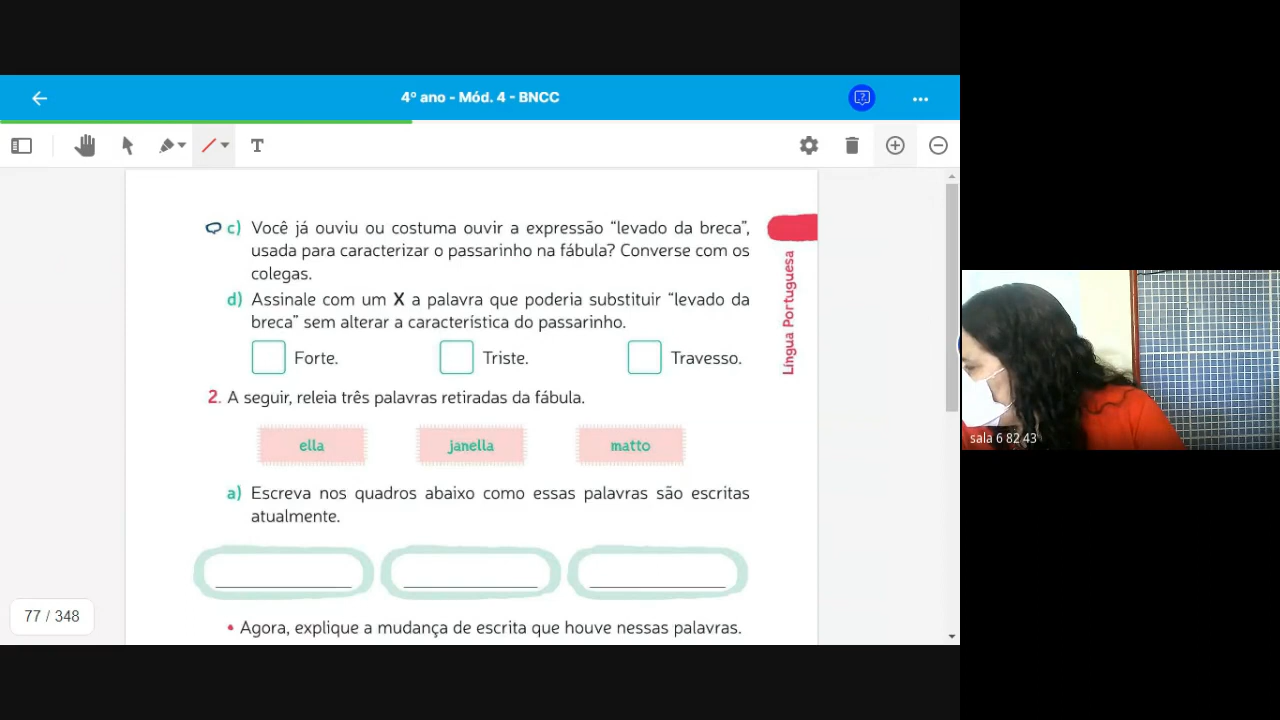 4º ano - Mód. 4 - BNCC
T
c) Você já ouviu ou costuma ouvir a expressão “levado da breca”,
usada para caracterizar o passarinho na fábula? Converse com os
colegas.
d) Assinale com um X a palavra que poderia substituir “levado da
breca” sem alterar a característica do passarinho.
Forte. Triste. Travesso.
Língua Portuguesa
2. A seguir, releia três palavras retiradas da fábula.
ella janella matto
a) Escreva nos quadros abaixo como essas palavras são escritas
atualmente.
• Agora, explique a mudança de escrita que houve nessas palavras.
77 / 348
sala 6 82 43